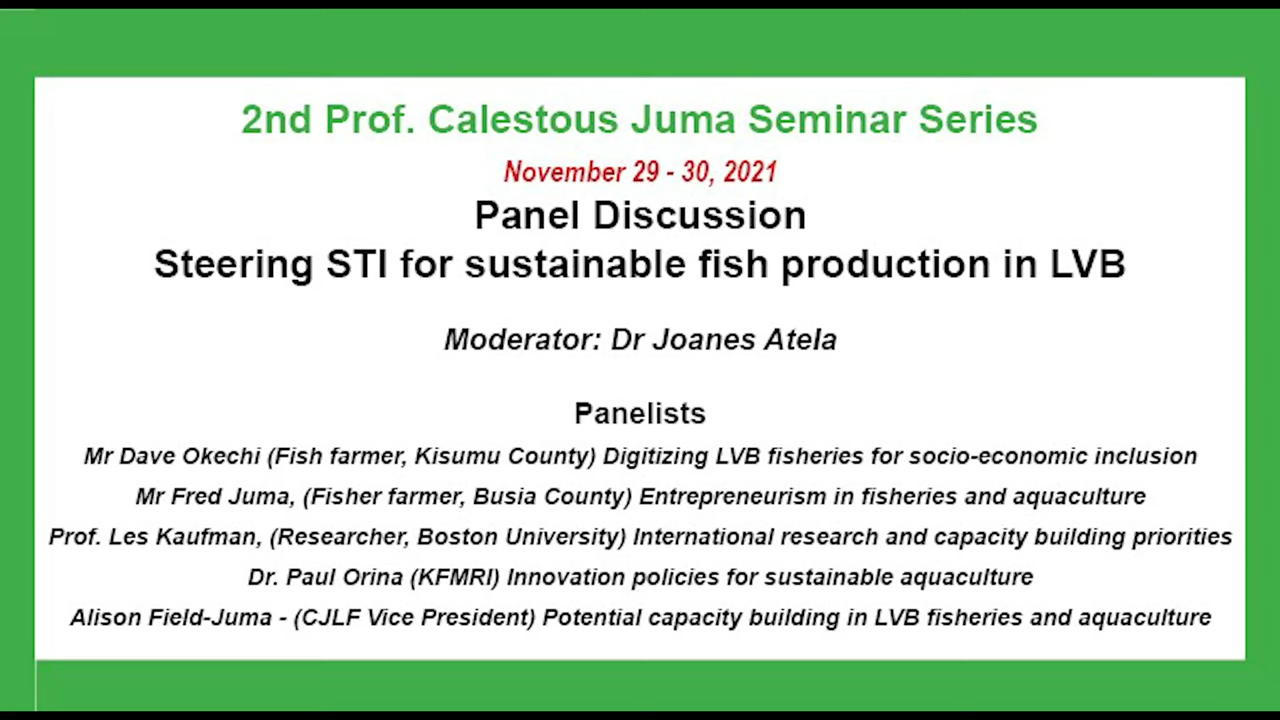 2nd Prof. Calestous Juma Seminar Series
November 29 - 30, 2021
Panel Discussion
Steering STI for sustainable fish production in LVB
Moderator: Dr Joanes Atela
Panelists
Mr Dave Okechi (Fish farmer, Kisumu County) Digitizing LVB fisheries for socio-economic inclusion
Mr Fred Juma, (Fisher farmer, Busia County) Entrepreneurism in fisheries and aquaculture
Prof. Les Kaufman, (Researcher, Boston University) International research and capacity building priorities
Dr. Paul Orina (KFMRI) Innovation policies for sustainable aquaculture
Alison Field-Juma - (CJLF Vice President) Potential capacity building in LVB fisheries and aquaculture